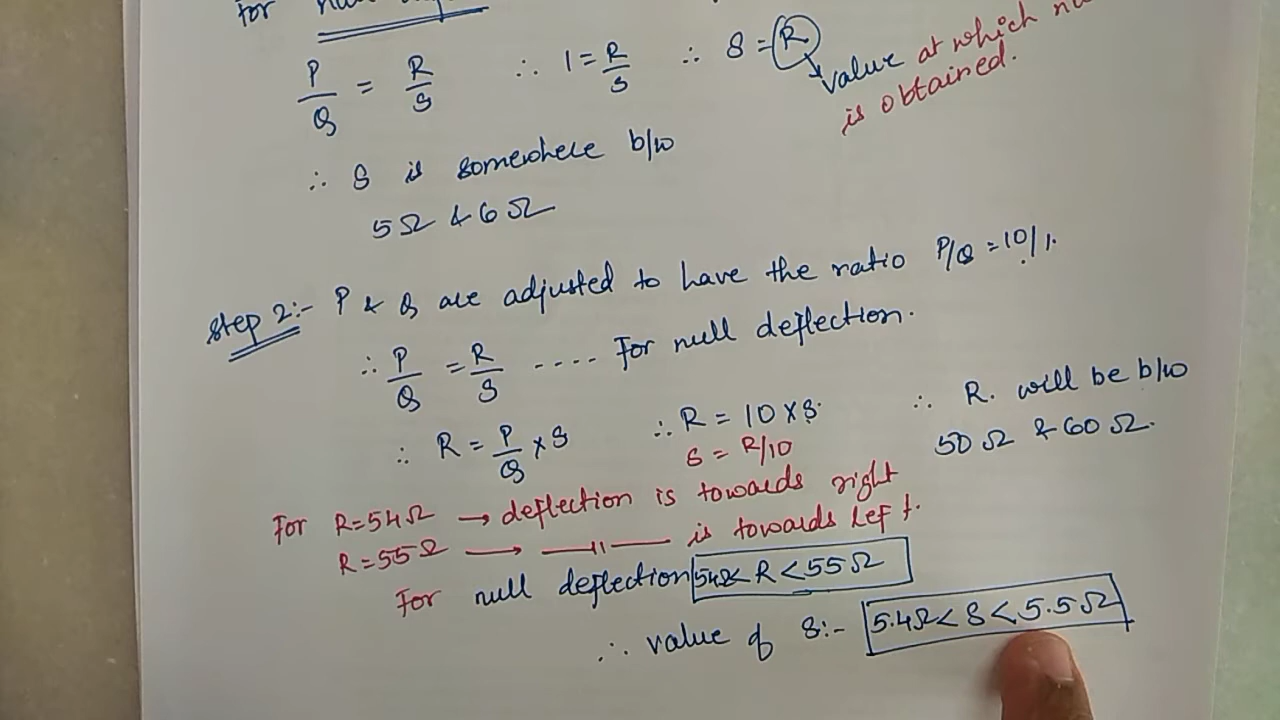 For null
P/Q = R/S ∴ 1 = R/S ∴ S = R
value at which
is obtained.
∴ S is somewhere b/w
5Ω & 6Ω
Step 2:- P & Q are adjusted to have the ratio P/Q = 10/1.
∴ P/Q = R/S .... For null deflection.
∴ R = P/Q × S ∴ R = 10 × S. ∴ R. will be b/w
S = R/10 50Ω & 60Ω.
For R=54Ω → deflection is towards right
R=55Ω → —11— is towards left.
For null deflection 54Ω< R <55Ω
∴ value of S:- 5.4Ω< S < 5.5Ω